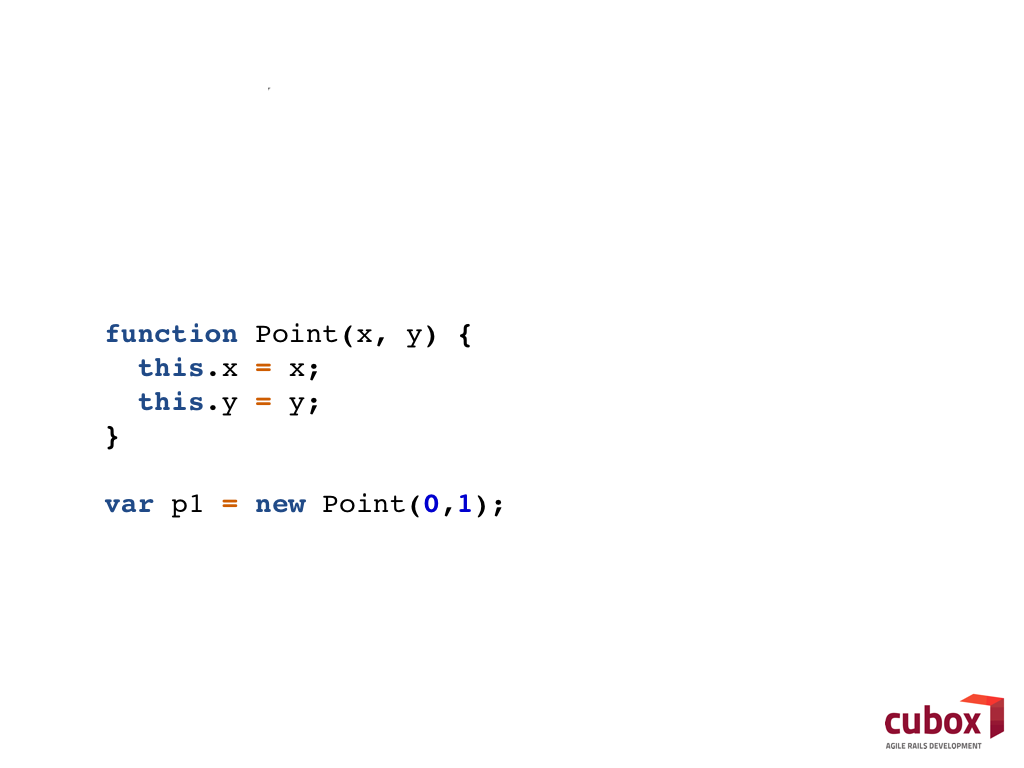 function Point(x, y) {
  this.x = x;
  this.y = y;
}
var p1 = new Point(0,1);
cubox
AGILE RAILS DEVELOPMENT